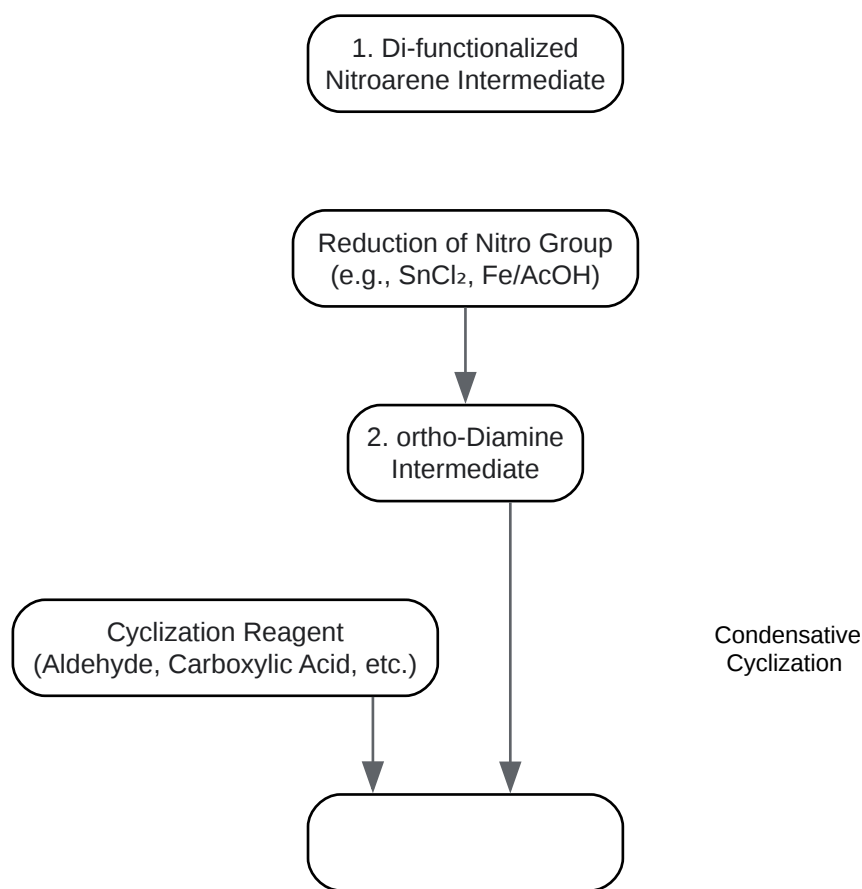 1. Di-functionalized
Nitroarene Intermediate
Reduction of Nitro Group
(e.g., SnCl₂, Fe/AcOH)
2. ortho-Diamine
Intermediate
Cyclization Reagent
(Aldehyde, Carboxylic Acid, etc.)
Condensative
Cyclization